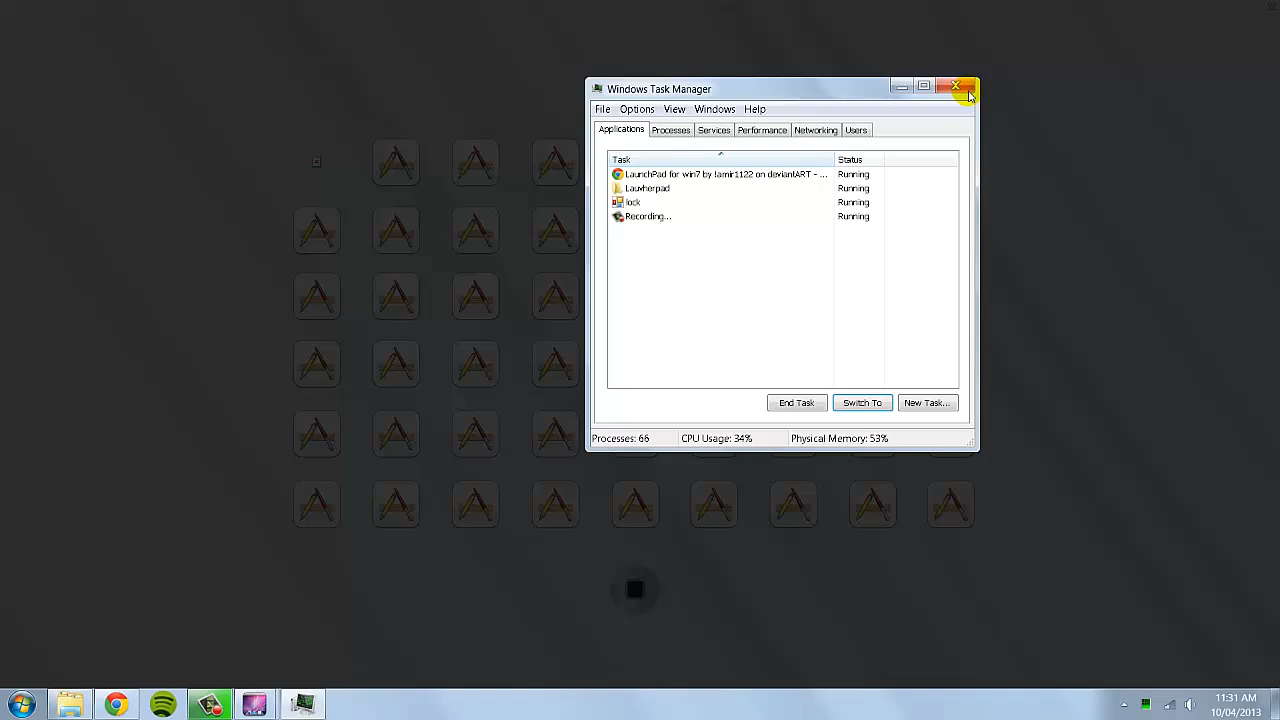 Windows Task Manager
File Options View Windows Help
Applications Processes Services Performance Networking Users
Task Status
LaunchPad for win7 by !amir1122 on deviantART - ... Running
Lauvherpad Running
lock Running
Recording... Running
End Task Switch To New Task...
Processes: 66 CPU Usage: 34% Physical Memory: 53%
11:31 AM
10/04/2013